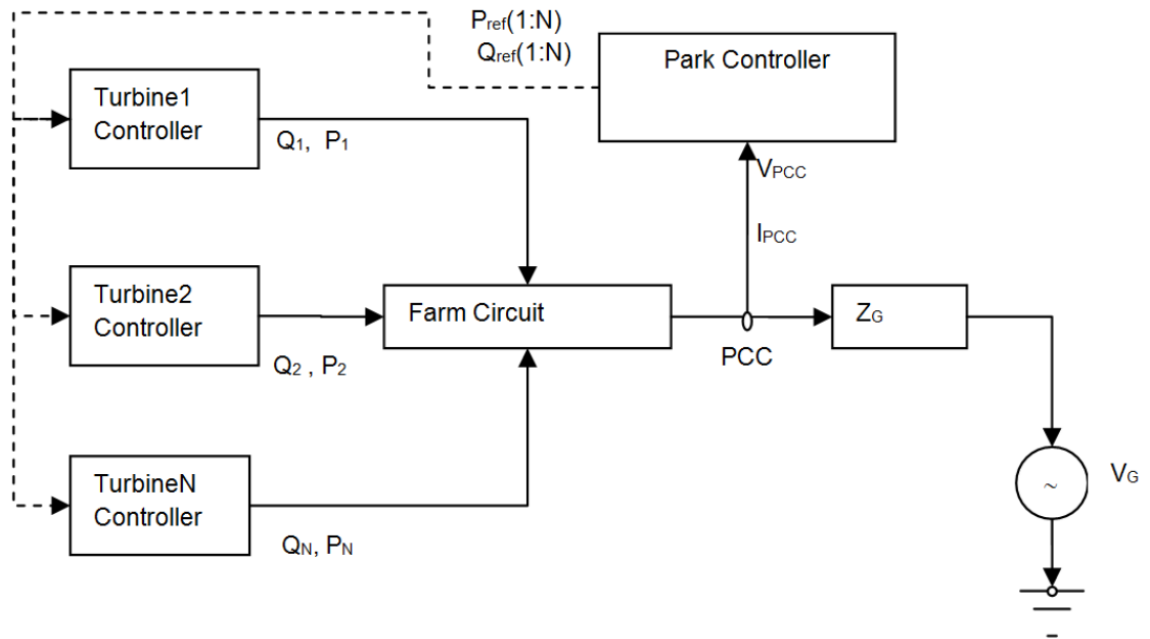 Pref(1:N)
Qref(1:N)
Park Controller
Turbine1
Controller
Q1, P1
VPCC
IPCC
Turbine2
Controller
Q2 , P2
Farm Circuit
PCC
ZG
TurbineN
Controller
QN, PN
~
VG